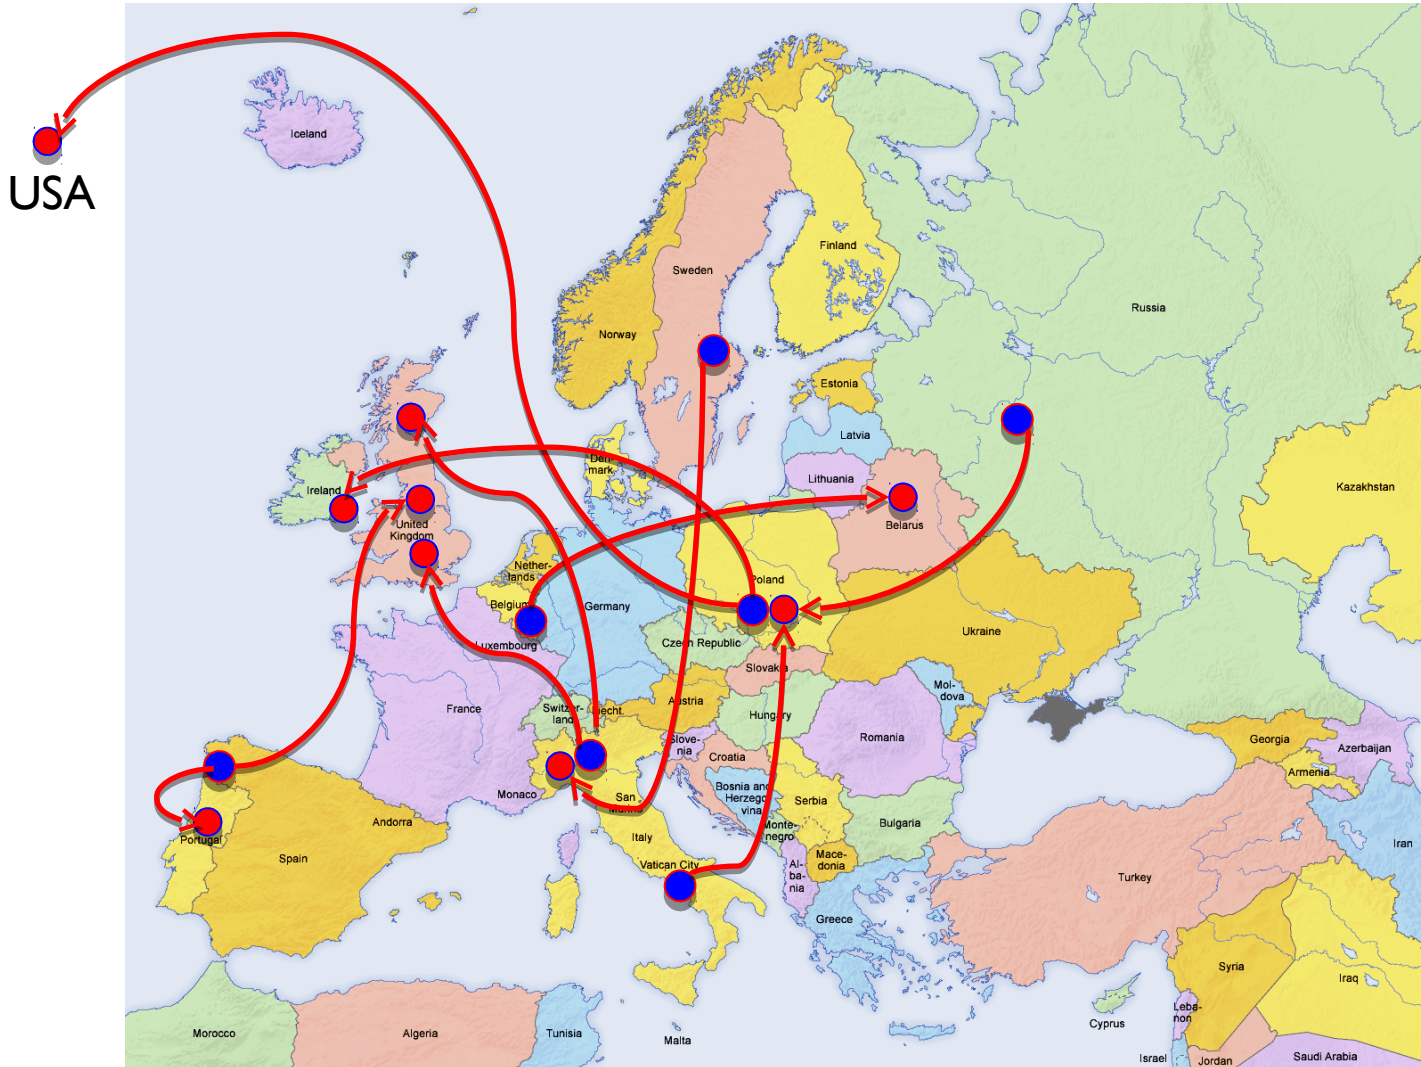 USA
Iceland
Finland
Sweden
Norway
Russia
Estonia
Latvia
Lithuania
Den-
mark
Ireland
United
Kingdom
Belarus
Kazakhstan
Nether-
lands
Poland
Belgium
Germany
Luxembourg
Czech Republic
Ukraine
Slovakia
France
Switzer-
land
Liecht.
Austria
Hungary
Mol-
dova
Romania
Slove-
nia
Croatia
Georgia
Azerbaijan
Armenia
Monaco
San
Marino
Bosnia and
Herzego
vina
Serbia
Monte-
negro
Bulgaria
Andorra
Portugal
Spain
Italy
Vatican City
Al-
ba-
nia
Mace-
donia
Iran
Turkey
Greece
Syria
Iraq
Morocco
Algeria
Tunisia
Malta
Cyprus
Leba-
non
Israel
Jordan
Saudi Arabia